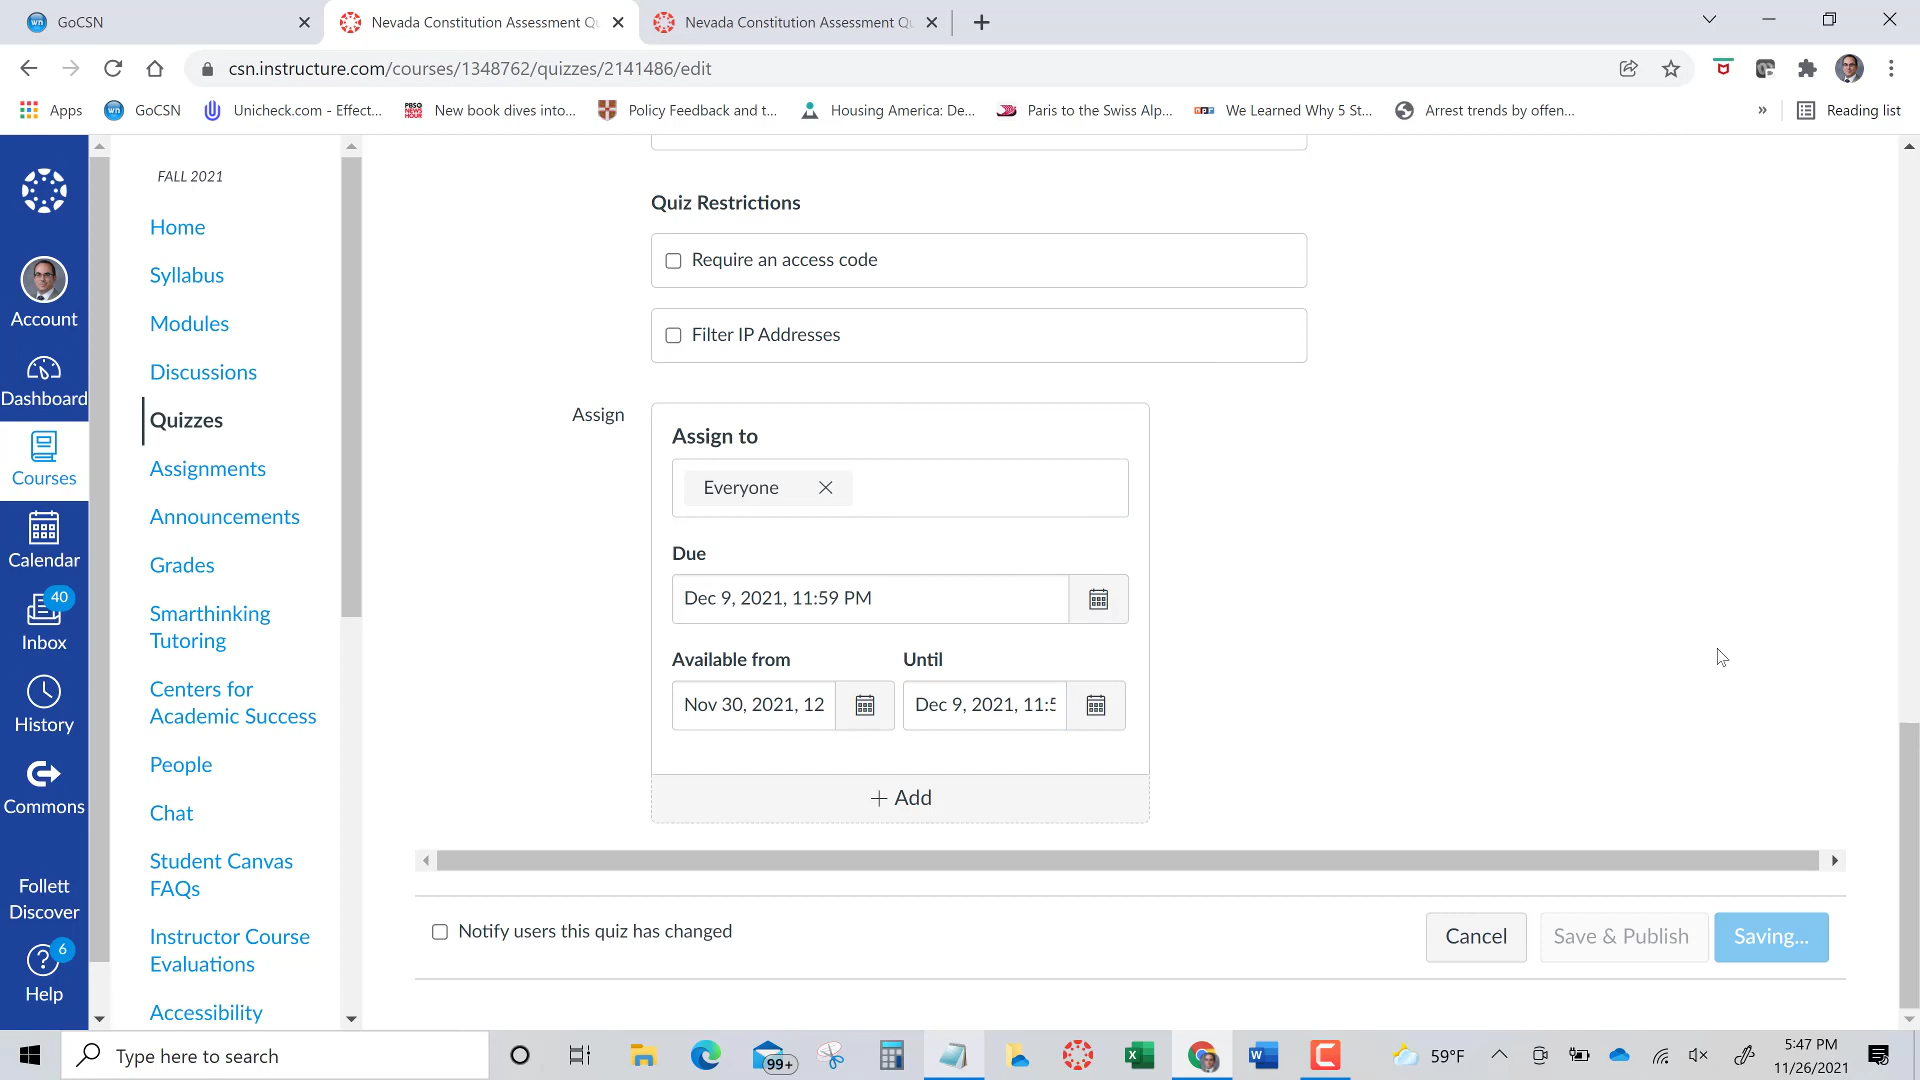 GoCSN
Nevada Constitution Assessment Qu
Nevada Constitution Assessment Qu
csn.instructure.com/courses/1348762/quizzes/2141486/edit
Apps
GoCSN
Unicheck.com - Effect...
New book dives into...
Policy Feedback and t...
Housing America: De...
Paris to the Swiss Alp...
We Learned Why 5 St...
Arrest trends by offen...
»
Reading list
Account
Dashboard
Courses
Calendar
40
Inbox
History
Commons
Follett
Discover
6
Help
FALL 2021
Home
Syllabus
Modules
Discussions
Quizzes
Assignments
Announcements
Grades
Smarthinking
Tutoring
Centers for
Academic Success
People
Chat
Student Canvas
FAQs
Instructor Course
Evaluations
Accessibility
Quiz Restrictions
Require an access code
Filter IP Addresses
Assign
Assign to
Everyone
Due
Dec 9, 2021, 11:59 PM
Available from
Until
Nov 30, 2021, 12
Dec 9, 2021, 11:5
+ Add
Notify users this quiz has changed
Cancel
Save & Publish
Saving...
Type here to search
99+
59°F
5:47 PM
11/26/2021